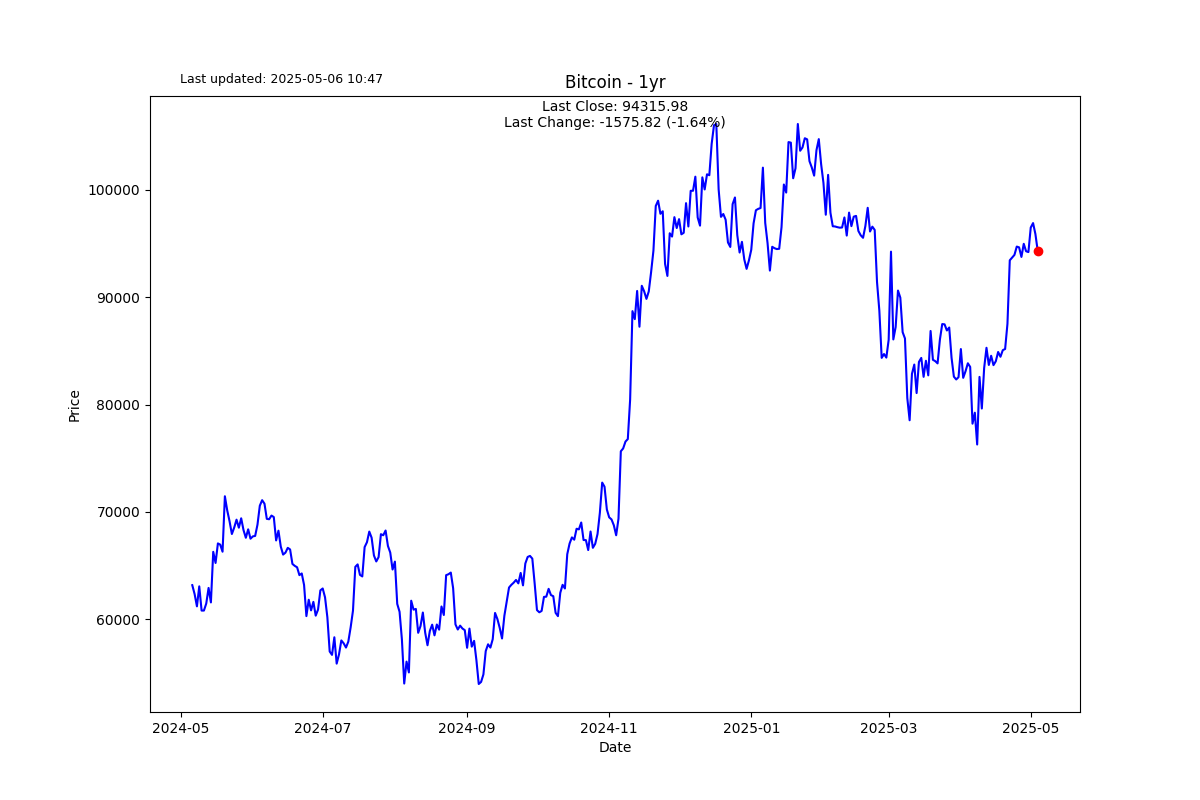 Last updated: 2025-05-06 10:47
Bitcoin - 1yr
Last Close: 94315.98
Last Change: -1575.82 (-1.64%)
100000
90000
80000
70000
60000
Price
2024-05 2024-07 2024-09 2024-11 2025-01 2025-03 2025-05
Date